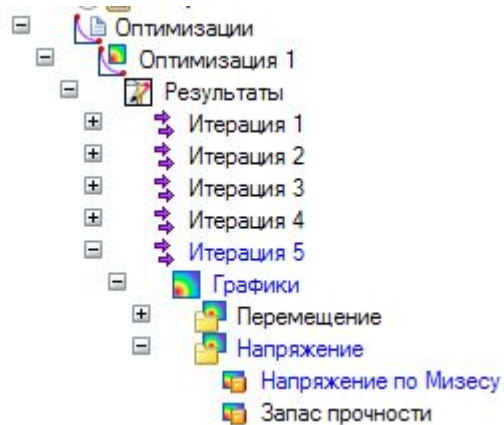 Оптимизации
Оптимизация 1
Результаты
Итерация 1
Итерация 2
Итерация 3
Итерация 4
Итерация 5
Графики
Перемещение
Напряжение
Напряжение по Мизесу
Запас прочности